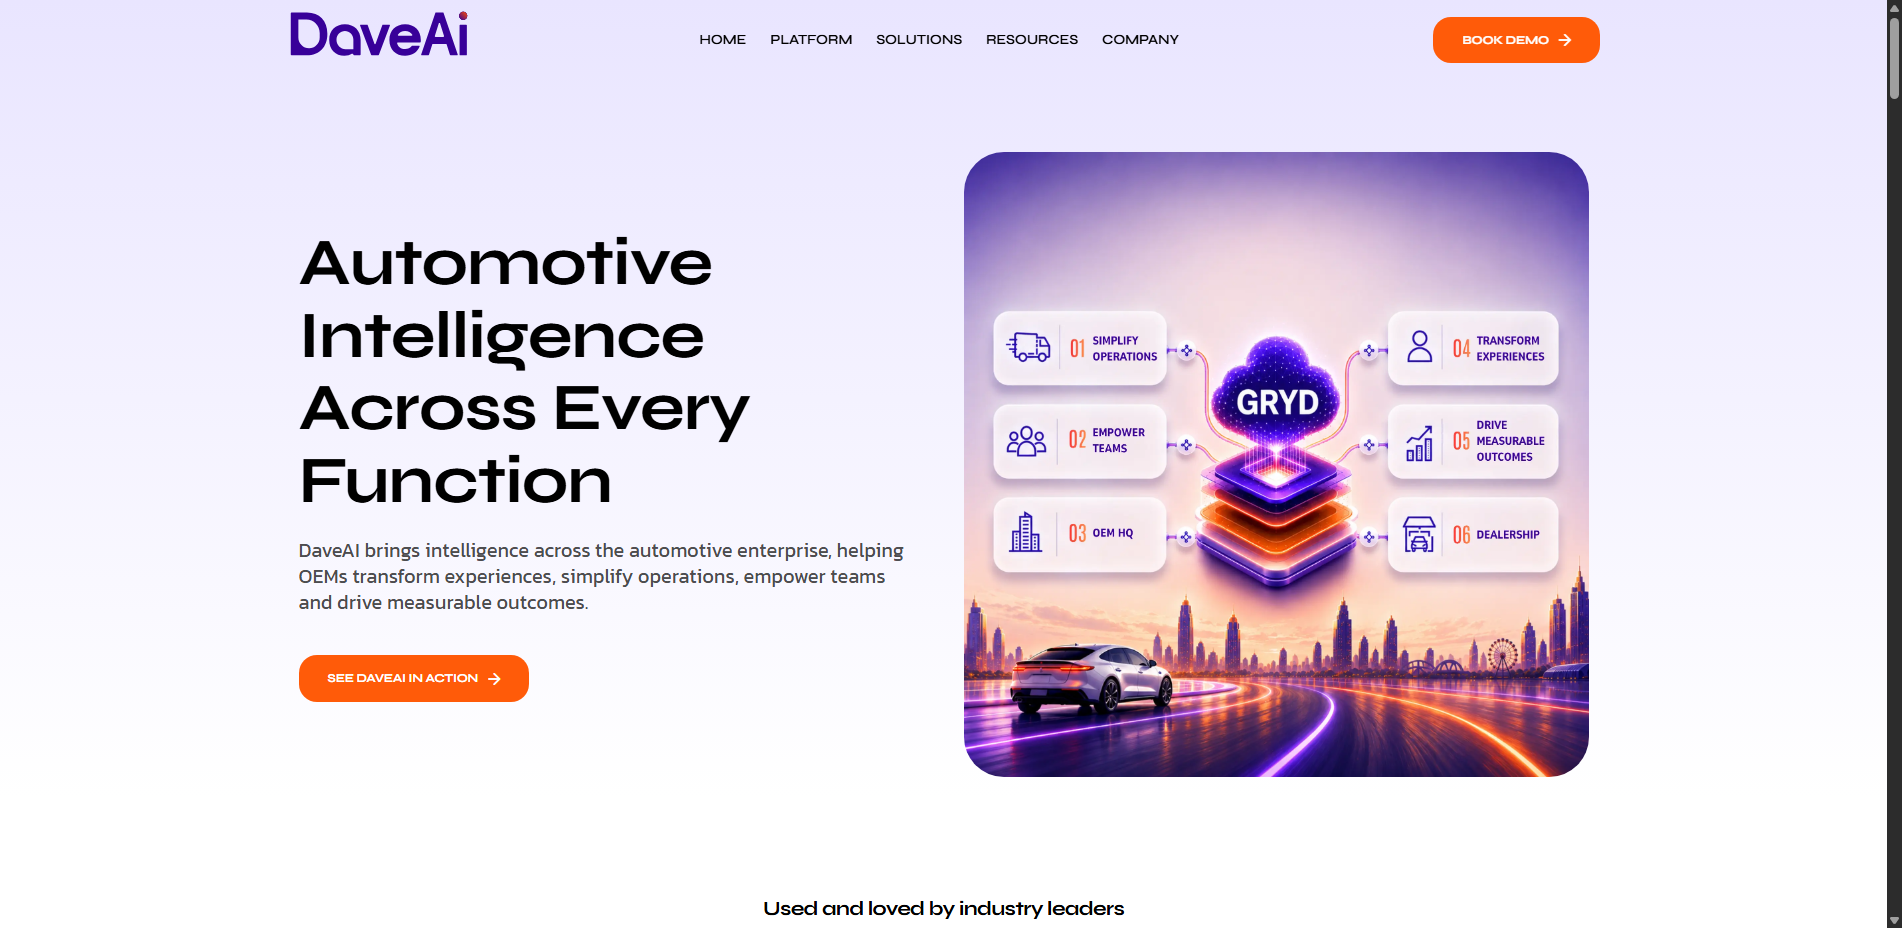 DaveAi
HOME PLATFORM SOLUTIONS RESOURCES COMPANY
BOOK DEMO
Automotive
Intelligence
Across Every
Function
DaveAI brings intelligence across the automotive enterprise, helping
OEMs transform experiences, simplify operations, empower teams
and drive measurable outcomes.
SEE DAVEAI IN ACTION
01 SIMPLIFY
OPERATIONS
02 EMPOWER
TEAMS
03 OEM HQ
GRYD
04 TRANSFORM
EXPERIENCES
05 DRIVE
MEASURABLE
OUTCOMES
06 DEALERSHIP
Used and loved by industry leaders